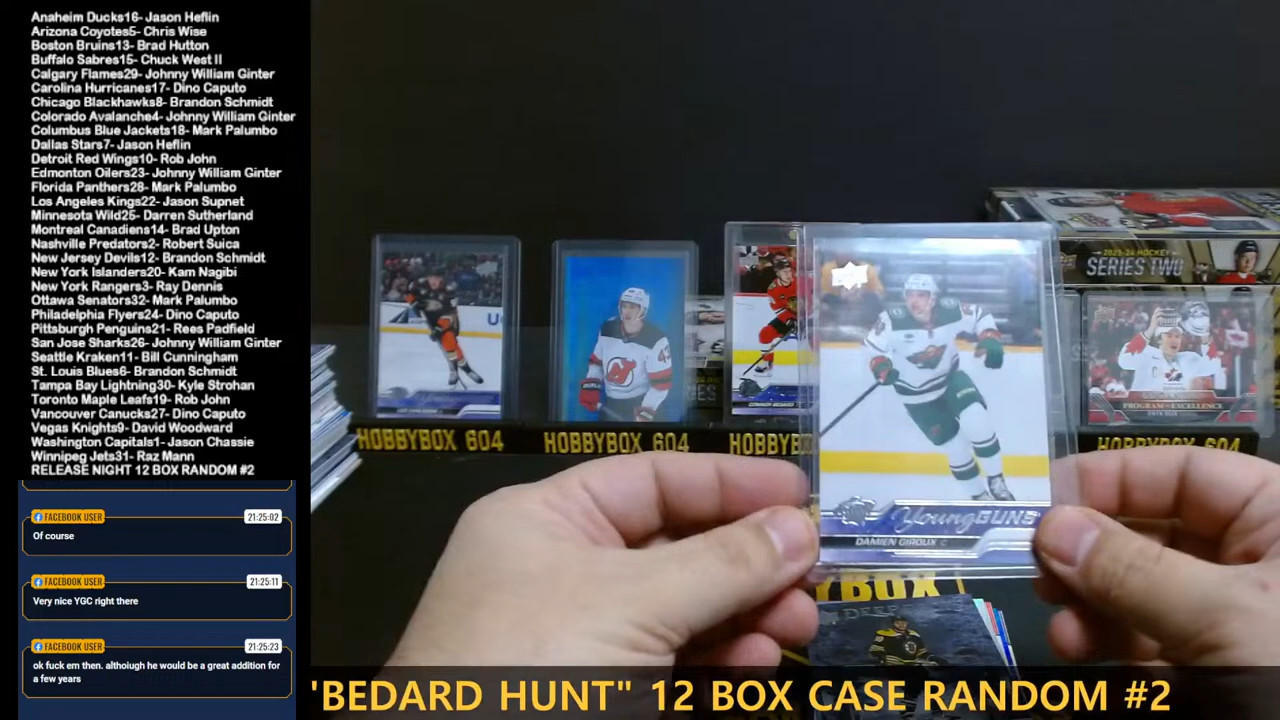 Anaheim Ducks16- Jason Heflin
Arizona Coyotes5- Chris Wise
Boston Bruins13- Brad Hutton
Buffalo Sabres15- Chuck West II
Calgary Flames29- Johnny William Ginter
Carolina Hurricanes17- Dino Caputo
Chicago Blackhawks8- Brandon Schmidt
Colorado Avalanche4- Johnny William Ginter
Columbus Blue Jackets18- Mark Palumbo
Dallas Stars7- Jason Heflin
Detroit Red Wings10- Rob John
Edmonton Oilers23- Johnny William Ginter
Florida Panthers28- Mark Palumbo
Los Angeles Kings22- Jason Supnet
Minnesota Wild25- Darren Sutherland
Montreal Canadiens14- Brad Upton
Nashville Predators2- Robert Suica
New Jersey Devils12- Brandon Schmidt
New York Islanders20- Kam Nagibi
New York Rangers3- Ray Dennis
Ottawa Senators32- Mark Palumbo
Philadelphia Flyers24- Dino Caputo
Pittsburgh Penguins21- Rees Padfield
San Jose Sharks26- Johnny William Ginter
Seattle Kraken11- Bill Cunningham
St. Louis Blues6- Brandon Schmidt
Tampa Bay Lightning30- Kyle Strohan
Toronto Maple Leafs19- Rob John
Vancouver Canucks27- Dino Caputo
Vegas Knights9- David Woodward
Washington Capitals1- Jason Chassie
Winnipeg Jets31- Raz Mann
RELEASE NIGHT 12 BOX RANDOM #2
FACEBOOK USER 21:25:02
Of course
FACEBOOK USER 21:25:11
Very nice YGC right there
FACEBOOK USER 21:25:23
ok fuck em then. althoiugh he would be a great addition for
a few years
2023-24 HOCKEY
SERIES TWO
PROGRAM OF EXCELLENCE
HOBBYBOX 604
HOBBYBOX 604
HOBBYB
604
Young GUNS
DAMIEN GIROUX C
YBOX
"BEDARD HUNT" 12 BOX CASE RANDOM #2